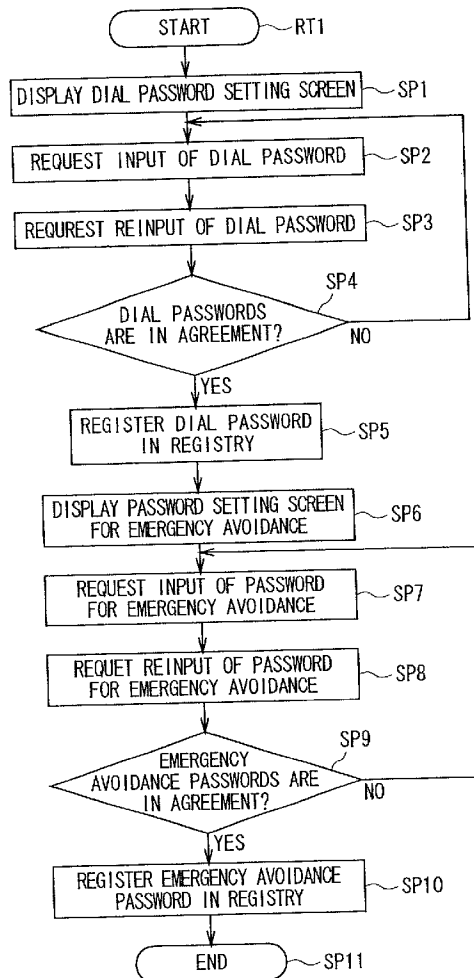 START
RT1
DISPLAY DIAL PASSWORD SETTING SCREEN
SP1
REQUEST INPUT OF DIAL PASSWORD
SP2
REQUREST REINPUT OF DIAL PASSWORD
SP3
SP4
DIAL PASSWORDS
ARE IN AGREEMENT?
NO
YES
REGISTER DIAL PASSWORD
IN REGISTRY
SP5
DISPLAY PASSWORD SETTING SCREEN
FOR EMERGENCY AVOIDANCE
SP6
REQUEST INPUT OF PASSWORD
FOR EMERGENCY AVOIDANCE
SP7
REQUET REINPUT OF PASSWORD
FOR EMERGENCY AVOIDANCE
SP8
SP9
EMERGENCY
AVOIDANCE PASSWORDS ARE
IN AGREEMENT?
NO
YES
REGISTER EMERGENCY AVOIDANCE
PASSWORD IN REGISTRY
SP10
END
SP11